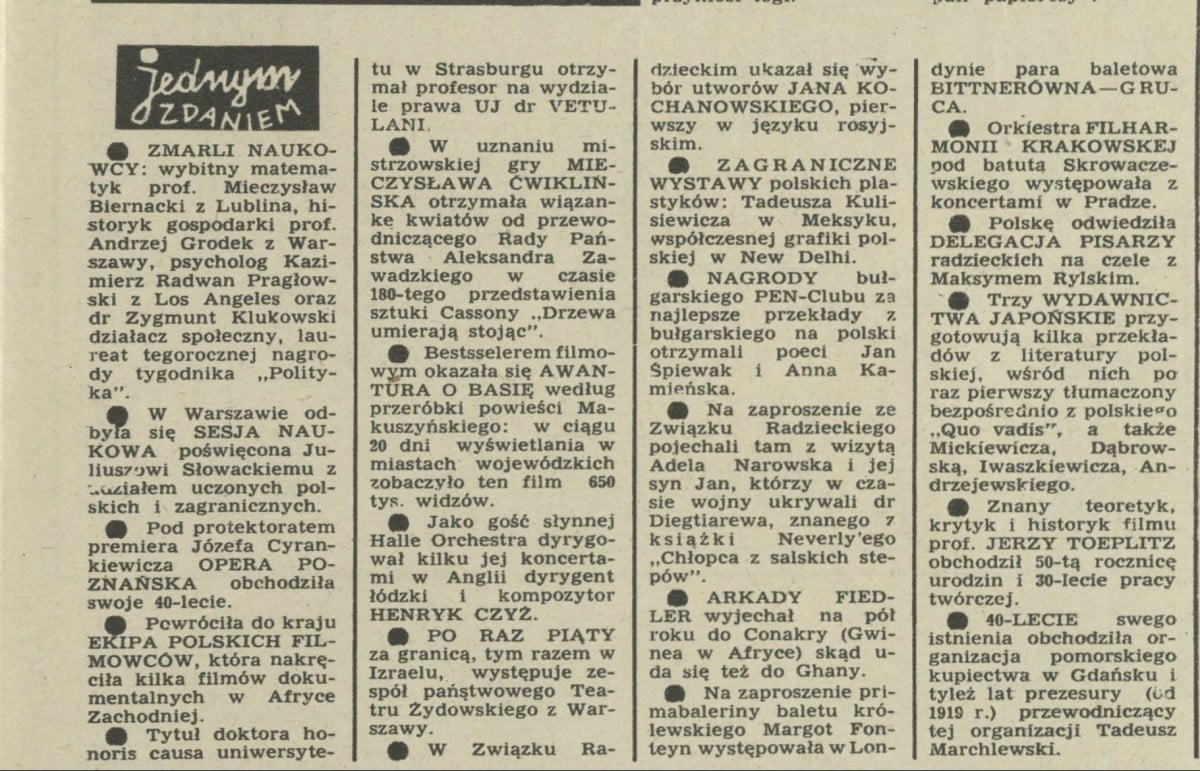 jednym
ZDANIEM
● ZMARLI NAUKO-
WCY: wybitny matema-
tyk prof. Mieczysław
Biernacki z Lublina, hi-
storyk gospodarki prof.
Andrzej Grodek z War-
szawy, psycholog Kazi-
mierz Radwan Pragłow-
ski z Los Angeles oraz
dr Zygmunt Klukowski
działacz społeczny, lau-
reat tegorocznej nagro-
dy tygodnika „Polity-
ka".
● W Warszawie od-
była się SESJA NAU-
KOWA poświęcona Ju-
liuszowi Słowackiemu z
udziałem uczonych pol-
skich i zagranicznych.
● Pod protektoratem
premiera Józefa Cyran-
kiewicza OPERA PO-
ZNAŃSKA obchodziła
swoje 40-lecie.
● Powróciła do kraju
EKIPA POLSKICH FIL-
MOWCÓW, która nakrę-
ciła kilka filmów doku-
mentalnych w Afryce
Zachodniej.
● Tytuł doktora ho-
noris causa uniwersyte-
tu w Strasburgu otrzy-
mał profesor na wydzia-
le prawa UJ dr VETU-
LANI.
● W uznaniu mi-
strzowskiej gry MIE-
CZYSŁAWA ĆWIKLIŃ-
SKA otrzymała wiązan-
kę kwiatów od przewo-
dniczącego Rady Pań-
stwa Aleksandra Za-
wadzkiego w czasie
180-tego przedstawienia
sztuki Cassony „Drzewa
umierają stojąc".
● Bestsselerem filmo-
wym okazała się AWAN-
TURA O BASIĘ według
przeróbki powieści Ma-
kuszyńskiego: w ciągu
20 dni wyświetlania w
miastach wojewódzkich
zobaczyło ten film 650
tys. widzów.
● Jako gość słynnej
Halle Orchestra dyrygo-
wał kilku jej koncerta-
mi w Anglii dyrygent
łódzki i kompozytor
HENRYK CZYŻ.
● PO RAZ PIĄTY
za granicą, tym razem w
Izraelu, występuje ze-
spół państwowego Tea-
tru Żydowskiego z War-
szawy.
● W Związku Ra-
dzieckim ukazał się wy-
bór utworów JANA KO-
CHANOWSKIEGO, pier-
wszy w języku rosyj-
skim.
● ZAGRANICZNE
WYSTAWY polskich pla-
styków: Tadeusza Kuli-
siewicza w Meksyku,
współczesnej grafiki pol-
skiej w New Delhi.
● NAGRODY buł-
garskiego PEN-Clubu za
najlepsze przekłady z
bułgarskiego na polski
otrzymali poeci Jan
Śpiewak i Anna Ka-
mieńska.
● Na zaproszenie ze
Związku Radzieckiego
pojechali tam z wizytą
Adela Narowska i jej
syn Jan, którzy w cza-
sie wojny ukrywali dr
Diegtiarewa, znanego z
książki Neverly'ego
„Chłopca z salskich ste-
pów".
● ARKADY FIED-
LER wyjechał na pół
roku do Conakry (Gwi-
nea w Afryce) skąd u-
da się też do Ghany.
● Na zaproszenie pri-
mabaleriny baletu kró-
lewskiego Margot Fon-
teyn występowała w Lon-
dynie para baletowa
BITTNERÓWNA—GRU-
CA.
● Orkiestra FILHAR-
MONII KRAKOWSKEJ
pod batutą Skrowacze-
wskiego występowała z
koncertami w Pradze.
● Polskę odwiedziła
DELEGACJA PISARZY
radzieckich na czele z
Maksymem Rylskim.
● Trzy WYDAWNIC-
TWA JAPOŃSKIE przy-
gotowują kilka przekła-
dów z literatury pol-
skiej, wśród nich po
raz pierwszy tłumaczony
bezpośrednio z polskiego
„Quo vadis", a także
Mickiewicza, Dąbrow-
ską, Iwaszkiewicza, An-
drzejewskiego.
● Znany teoretyk,
krytyk i historyk filmu
prof. JERZY TOEPLITZ
obchodził 50-tą rocznicę
urodzin i 30-lecie pracy
twórczej.
● 40-LECIE swego
istnienia obchodziła or-
ganizacja pomorskiego
kupiectwa w Gdańsku i
tyleż lat prezesury (od
1919 r.) przewodniczący
tej organizacji Tadeusz
Marchlewski.